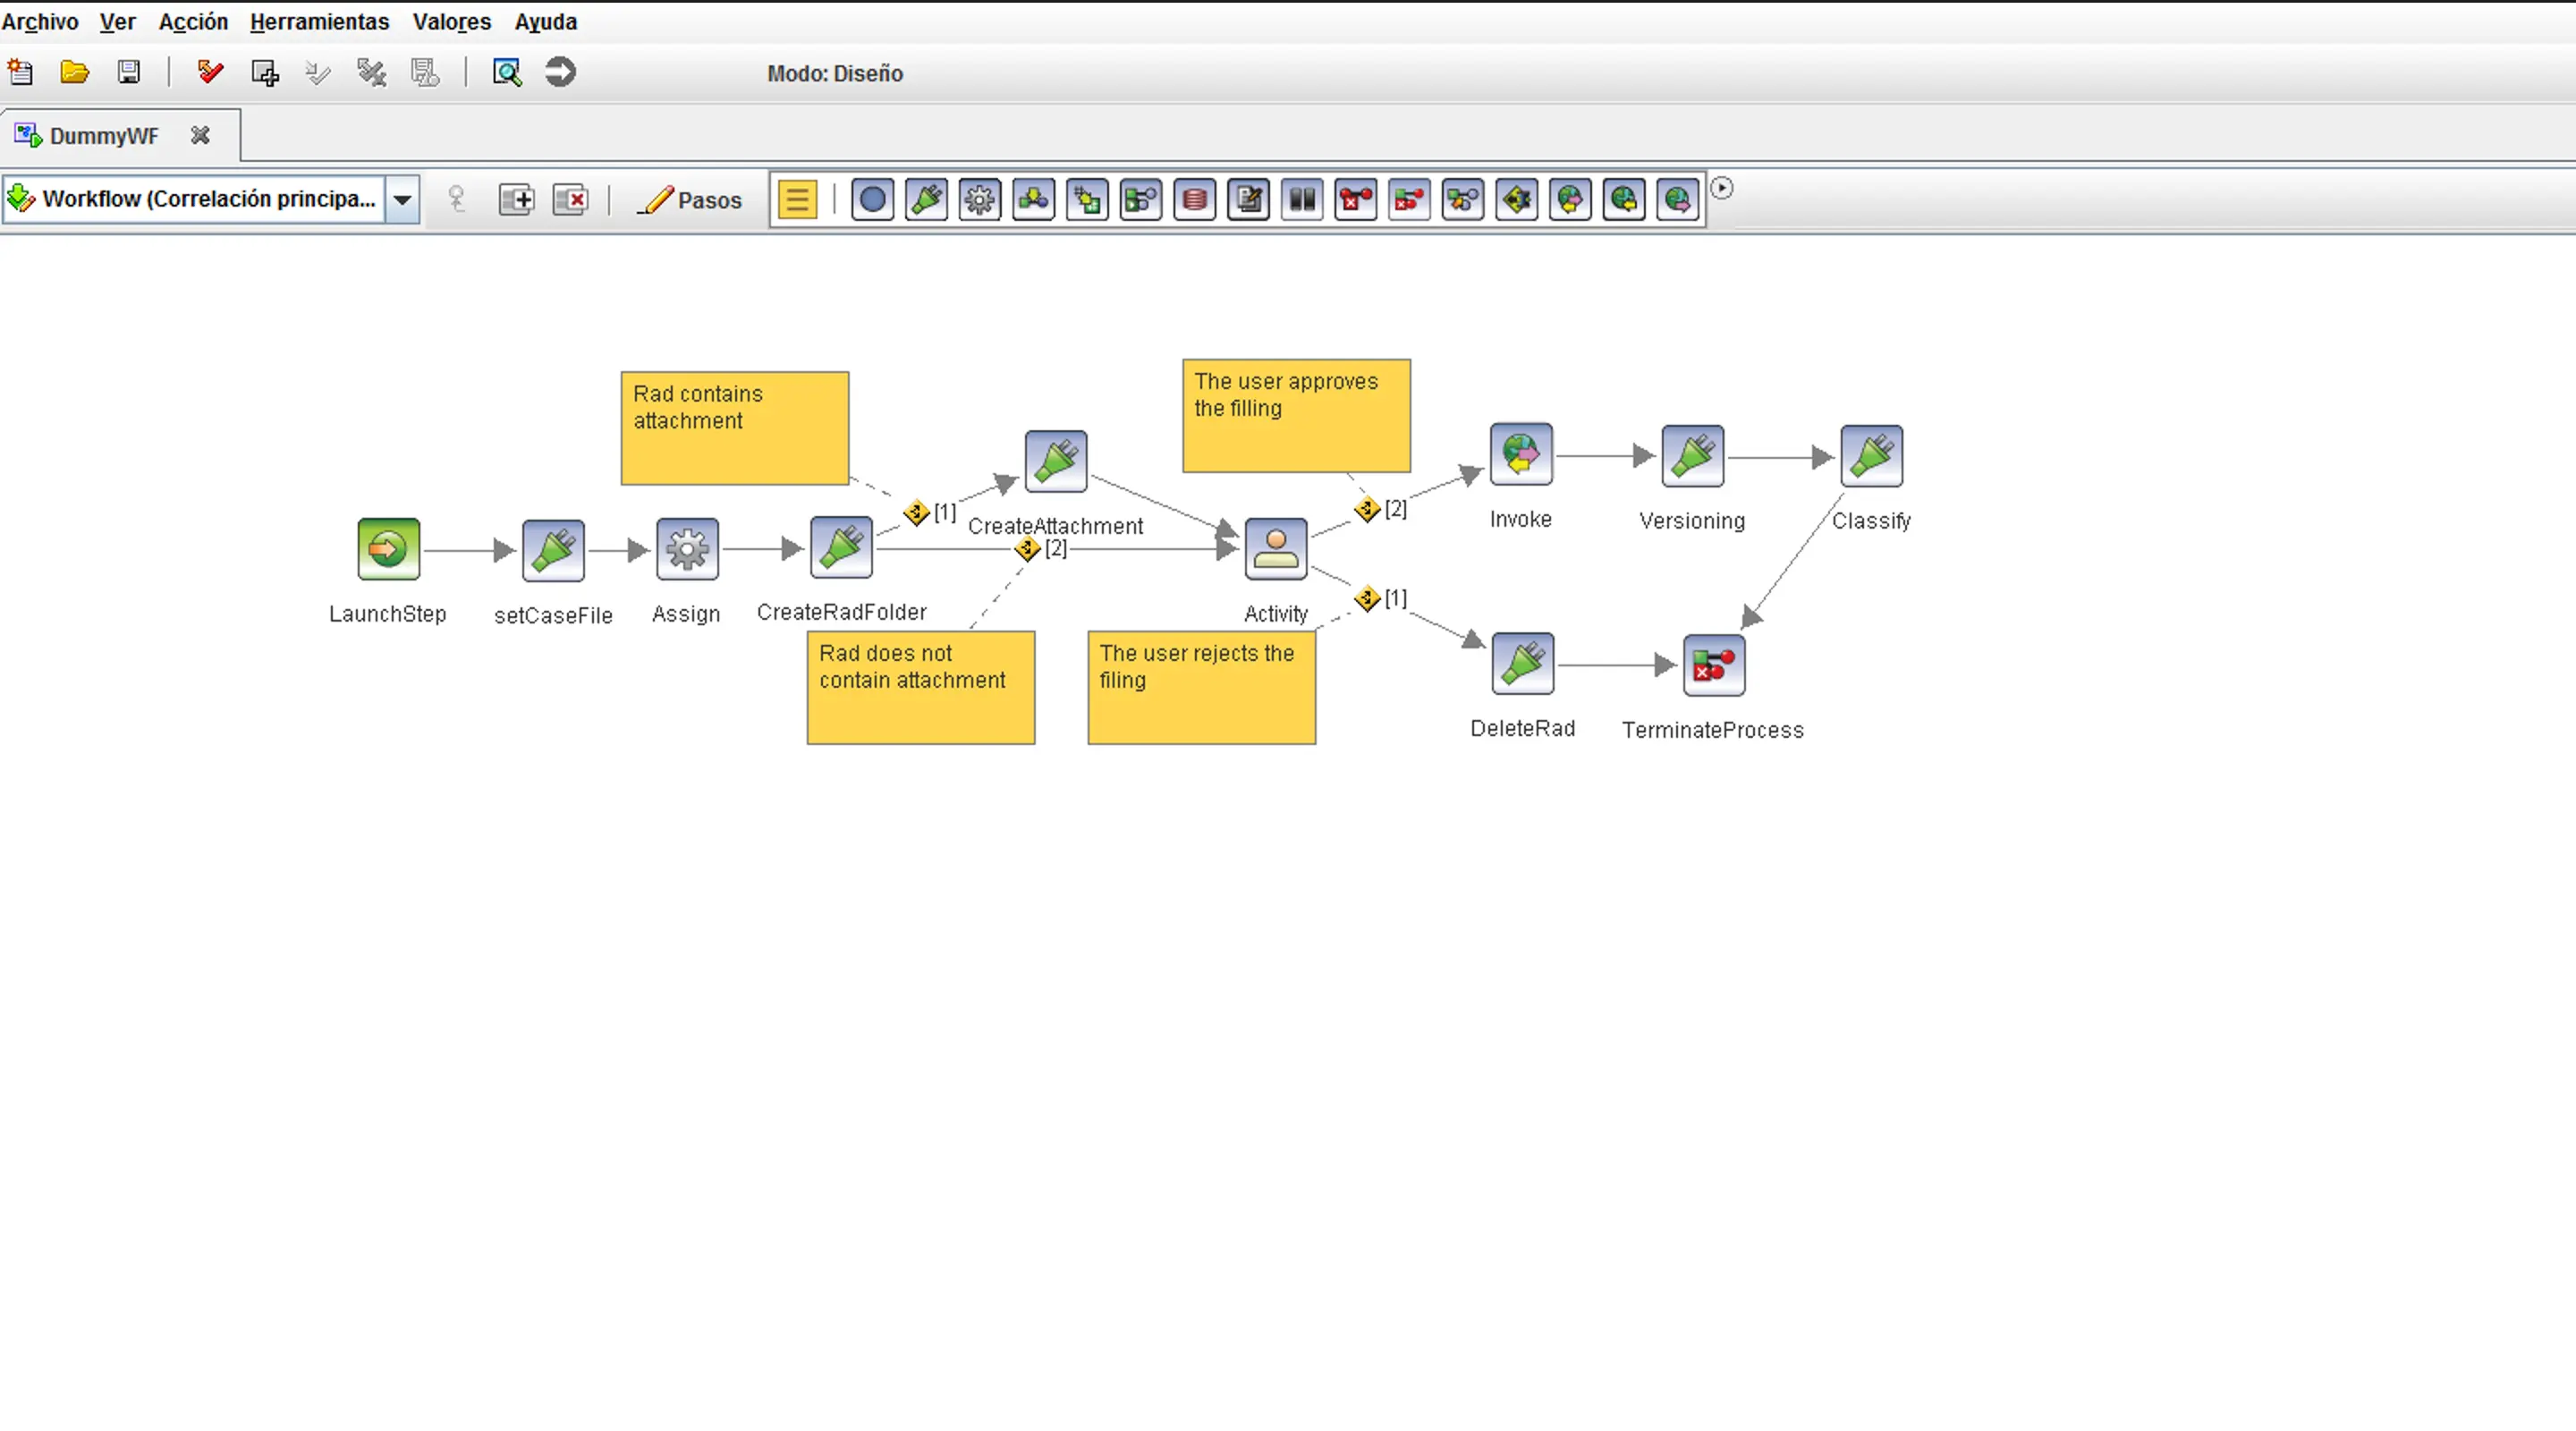 Archivo Ver Acción Herramientas Valores Ayuda
Modo: Diseño
DummyWF
Workflow (Correlación principa...
Pasos
Rad contains
attachment
The user approves
the filling
[1]
[2]
CreateAttachment
Invoke
Versioning
Classify
[2]
LaunchStep
setCaseFile
Assign
CreateRadFolder
Activity
[1]
Rad does not
contain attachment
The user rejects the
filing
DeleteRad
TerminateProcess